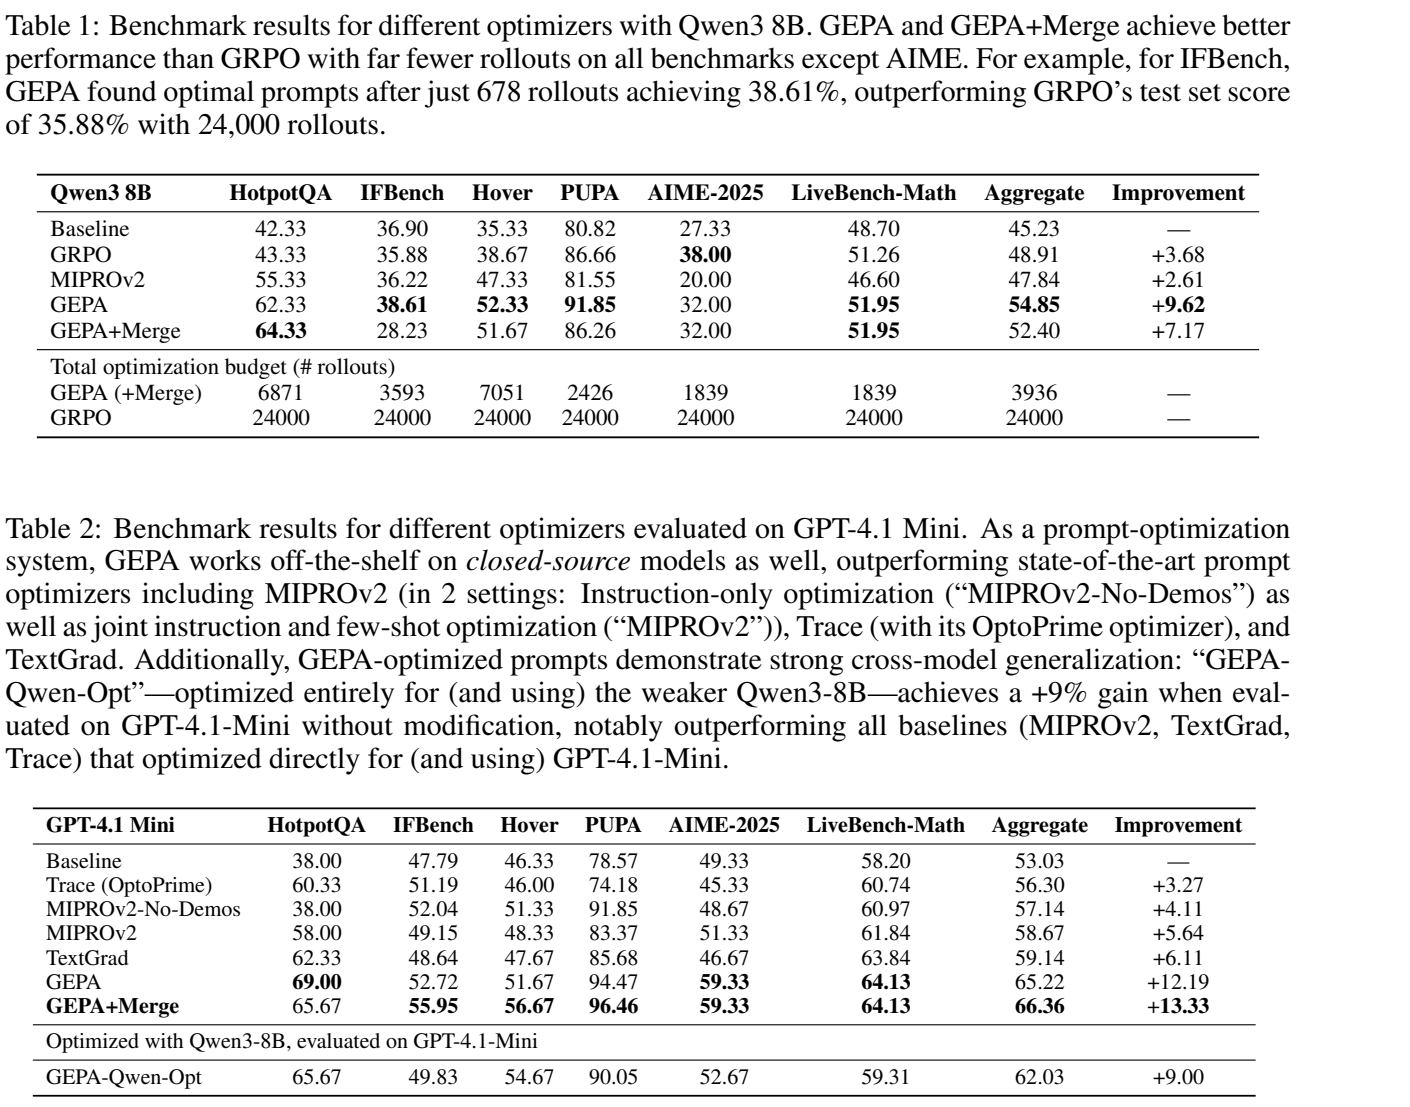 Table 1: Benchmark results for different optimizers with Qwen3 8B. GEPA and GEPA+Merge achieve better
performance than GRPO with far fewer rollouts on all benchmarks except AIME. For example, for IFBench,
GEPA found optimal prompts after just 678 rollouts achieving 38.61%, outperforming GRPO's test set score
of 35.88% with 24,000 rollouts.
Qwen3 8B HotpotQA IFBench Hover PUPA AIME-2025 LiveBench-Math Aggregate Improvement
Baseline 42.33 36.90 35.33 80.82 27.33 48.70 45.23 —
GRPO 43.33 35.88 38.67 86.66 38.00 51.26 48.91 +3.68
MIPROv2 55.33 36.22 47.33 81.55 20.00 46.60 47.84 +2.61
GEPA 62.33 38.61 52.33 91.85 32.00 51.95 54.85 +9.62
GEPA+Merge 64.33 28.23 51.67 86.26 32.00 51.95 52.40 +7.17
Total optimization budget (# rollouts)
GEPA (+Merge) 6871 3593 7051 2426 1839 1839 3936 —
GRPO 24000 24000 24000 24000 24000 24000 24000 —
Table 2: Benchmark results for different optimizers evaluated on GPT-4.1 Mini. As a prompt-optimization
system, GEPA works off-the-shelf on closed-source models as well, outperforming state-of-the-art prompt
optimizers including MIPROv2 (in 2 settings: Instruction-only optimization (“MIPROv2-No-Demos”) as
well as joint instruction and few-shot optimization (“MIPROv2”)), Trace (with its OptoPrime optimizer), and
TextGrad. Additionally, GEPA-optimized prompts demonstrate strong cross-model generalization: “GEPA-
Qwen-Opt”—optimized entirely for (and using) the weaker Qwen3-8B—achieves a +9% gain when eval-
uated on GPT-4.1-Mini without modification, notably outperforming all baselines (MIPROv2, TextGrad,
Trace) that optimized directly for (and using) GPT-4.1-Mini.
GPT-4.1 Mini HotpotQA IFBench Hover PUPA AIME-2025 LiveBench-Math Aggregate Improvement
Baseline 38.00 47.79 46.33 78.57 49.33 58.20 53.03 —
Trace (OptoPrime) 60.33 51.19 46.00 74.18 45.33 60.74 56.30 +3.27
MIPROv2-No-Demos 38.00 52.04 51.33 91.85 48.67 60.97 57.14 +4.11
MIPROv2 58.00 49.15 48.33 83.37 51.33 61.84 58.67 +5.64
TextGrad 62.33 48.64 47.67 85.68 46.67 63.84 59.14 +6.11
GEPA 69.00 52.72 51.67 94.47 59.33 64.13 65.22 +12.19
GEPA+Merge 65.67 55.95 56.67 96.46 59.33 64.13 66.36 +13.33
Optimized with Qwen3-8B, evaluated on GPT-4.1-Mini
GEPA-Qwen-Opt 65.67 49.83 54.67 90.05 52.67 59.31 62.03 +9.00